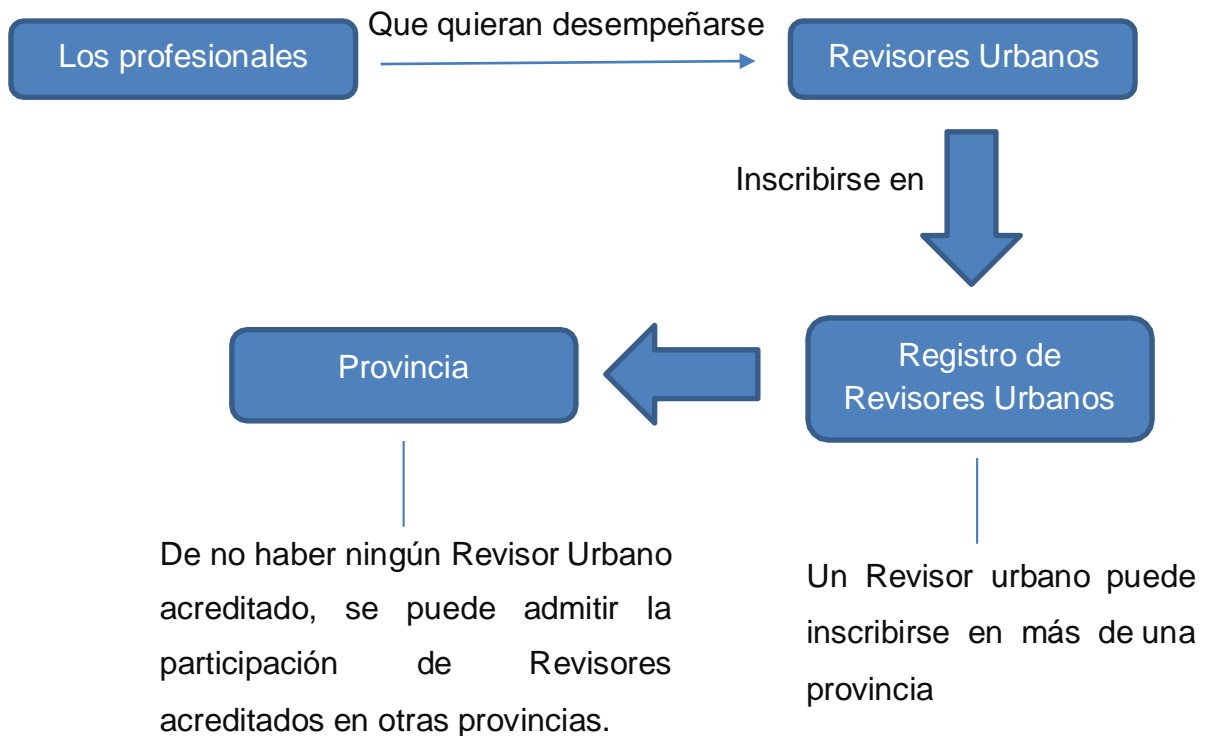 Que quieran desempeñarse
Los profesionales
Revisores Urbanos
Inscribirse en
Registro de
Revisores Urbanos
Provincia
De no haber ningún Revisor Urbano
acreditado, se puede admitir la
participación de Revisores
acreditados en otras provincias.
Un Revisor urbano puede
inscribirse en más de una
provincia